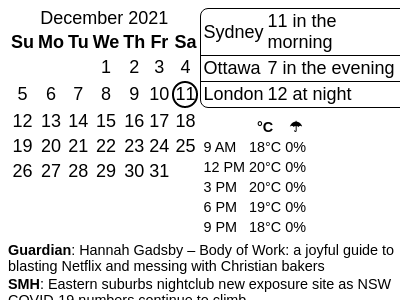 December 2021
Su Mo Tu We Th Fr Sa
1 2 3 4
5 6 7 8 9 10 11
12 13 14 15 16 17 18
19 20 21 22 23 24 25
26 27 28 29 30 31
Sydney 11 in the
morning
Ottawa 7 in the evening
London 12 at night
°C ☂
9 AM 18°C 0%
12 PM 20°C 0%
3 PM 20°C 0%
6 PM 19°C 0%
9 PM 18°C 0%
Guardian: Hannah Gadsby – Body of Work: a joyful guide to
blasting Netflix and messing with Christian bakers
SMH: Eastern suburbs nightclub new exposure site as NSW
COVID-19 numbers continue to climb